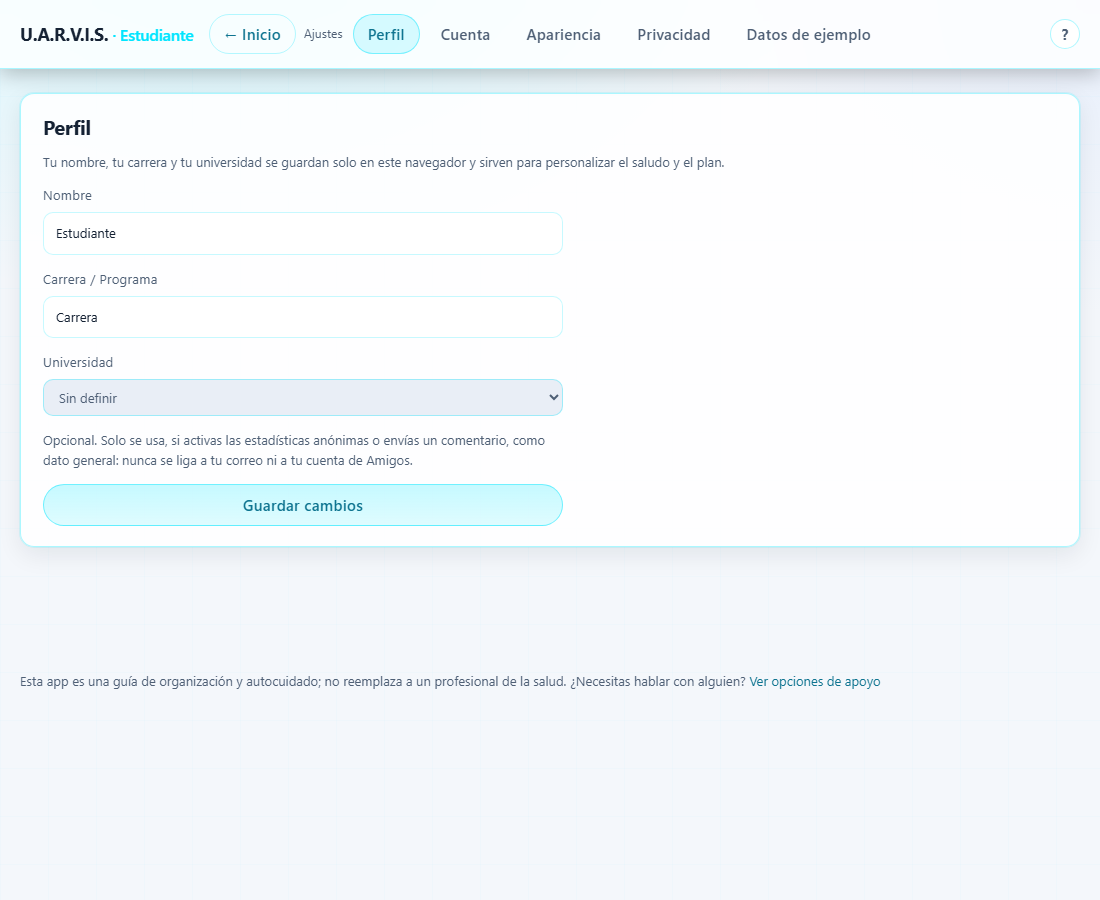 U.A.R.V.I.S. · Estudiante
← Inicio
Ajustes
Perfil
Cuenta
Apariencia
Privacidad
Datos de ejemplo
?
Perfil
Tu nombre, tu carrera y tu universidad se guardan solo en este navegador y sirven para personalizar el saludo y el plan.
Nombre
Estudiante
Carrera / Programa
Carrera
Universidad
Sin definir
Opcional. Solo se usa, si activas las estadísticas anónimas o envías un comentario, como
dato general: nunca se liga a tu correo ni a tu cuenta de Amigos.
Guardar cambios
Esta app es una guía de organización y autocuidado; no reemplaza a un profesional de la salud. ¿Necesitas hablar con alguien? Ver opciones de apoyo